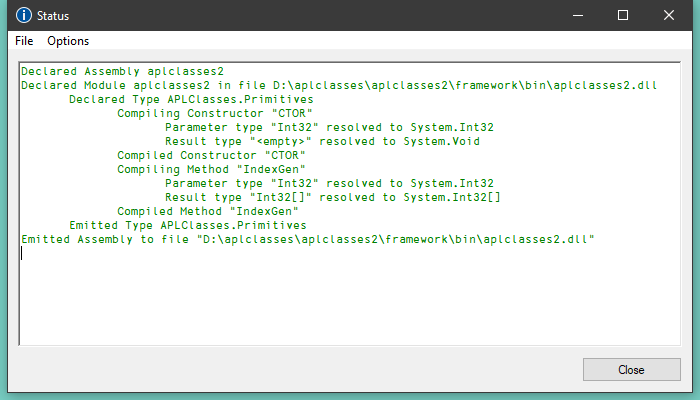 Status
File Options
Declared Assembly aplclasses2
Declared Module aplclasses2 in file D:\aplclasses\aplclasses2\framework\bin\aplclasses2.dll
Declared Type APLClasses.Primitives
Compiling Constructor "CTOR"
Parameter type "Int32" resolved to System.Int32
Result type "<empty>" resolved to System.Void
Compiled Constructor "CTOR"
Compiling Method "IndexGen"
Parameter type "Int32" resolved to System.Int32
Result type "Int32[]" resolved to System.Int32[]
Compiled Method "IndexGen"
Emitted Type APLClasses.Primitives
Emitted Assembly to file "D:\aplclasses\aplclasses2\framework\bin\aplclasses2.dll"
Close